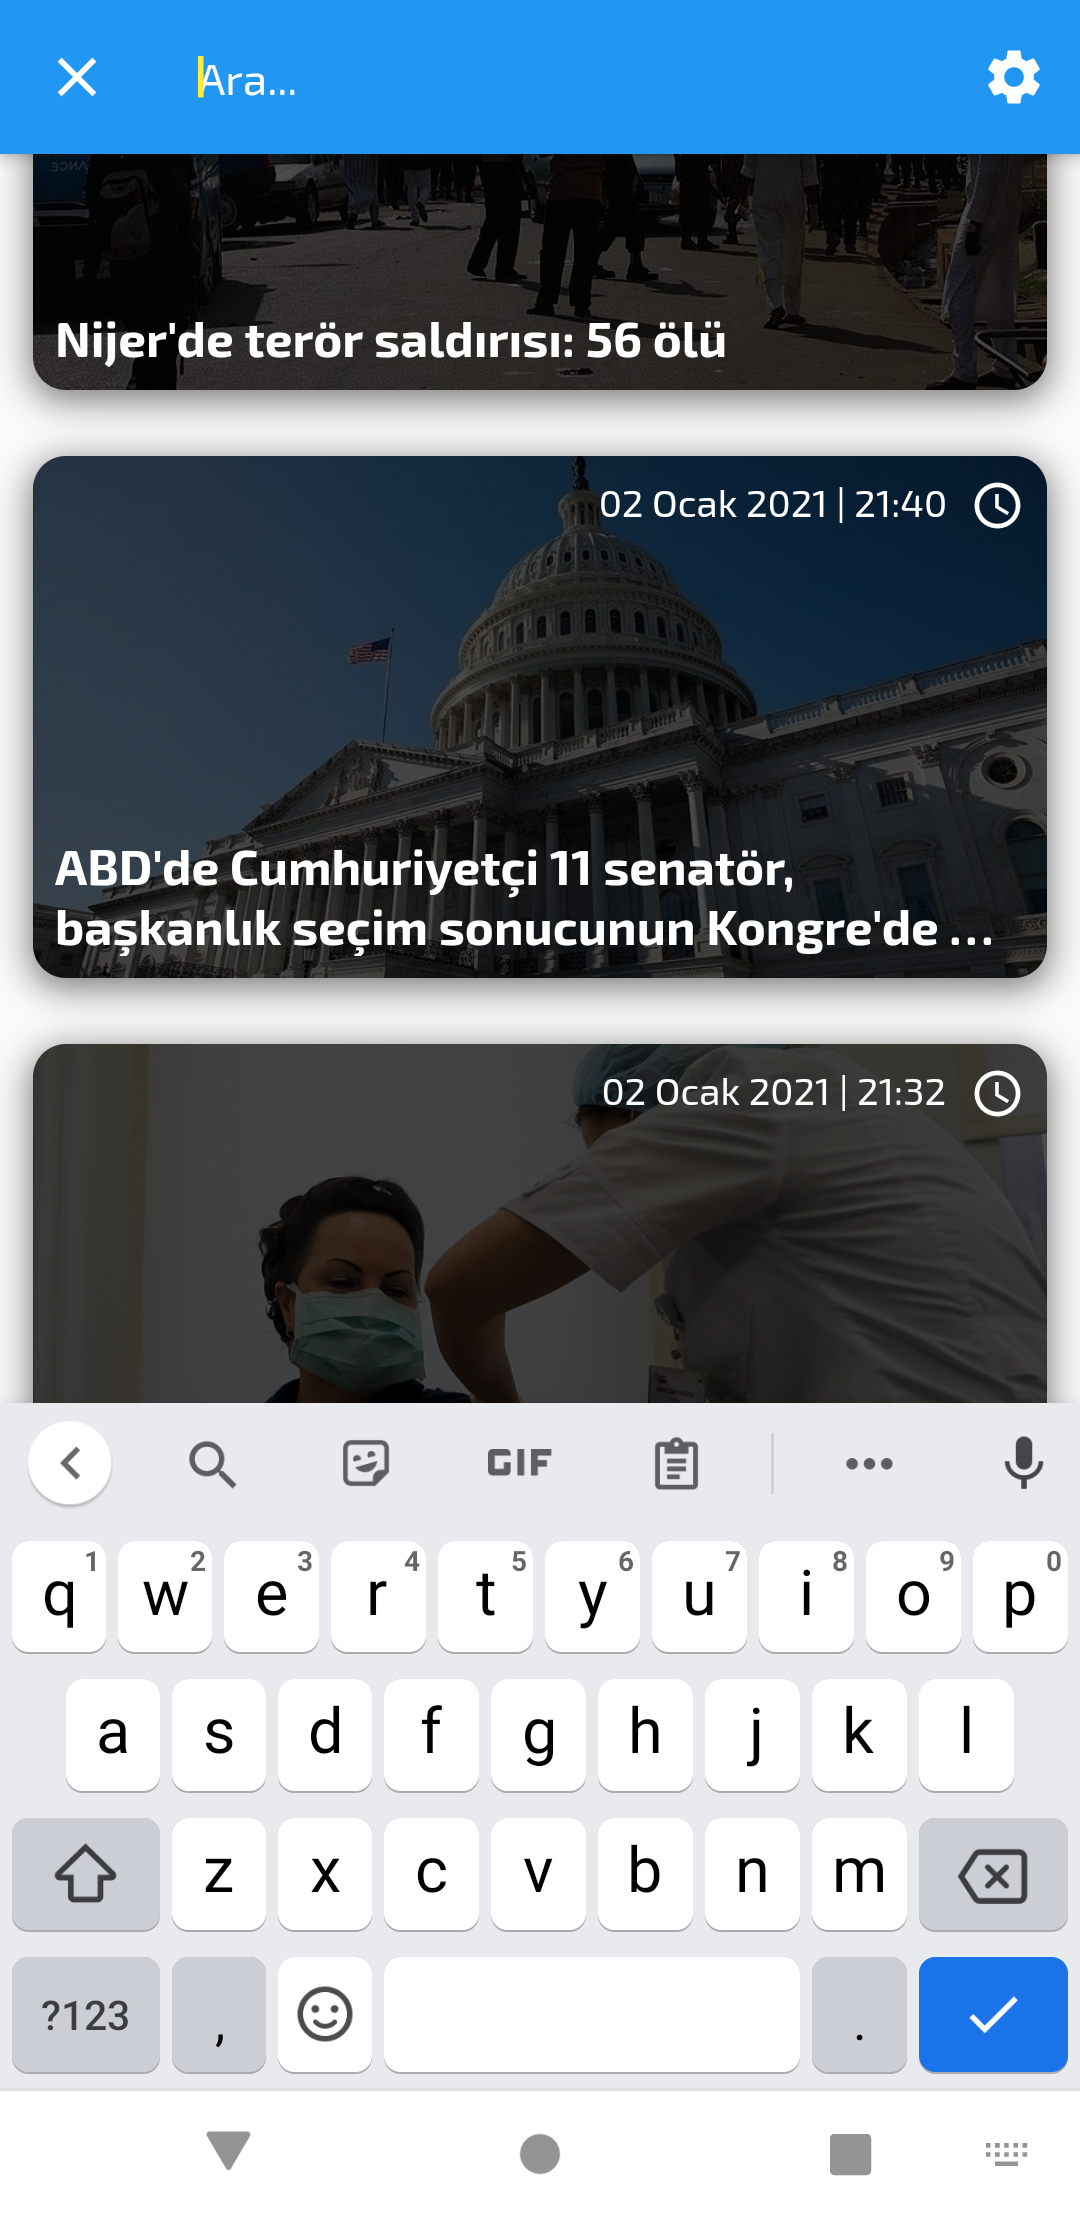 Ara...
Nijer'de terör saldırısı: 56 ölü
02 Ocak 2021 | 21:40
ABD'de Cumhuriyetçi 11 senatör,
başkanlık seçim sonucunun Kongre'de ...
02 Ocak 2021 | 21:32
GIF
q 1 w 2 e 3 r 4 t 5 y 6 u 7 i 8 o 9 p 0
a s d f g h j k l
z x c v b n m
?123 , .